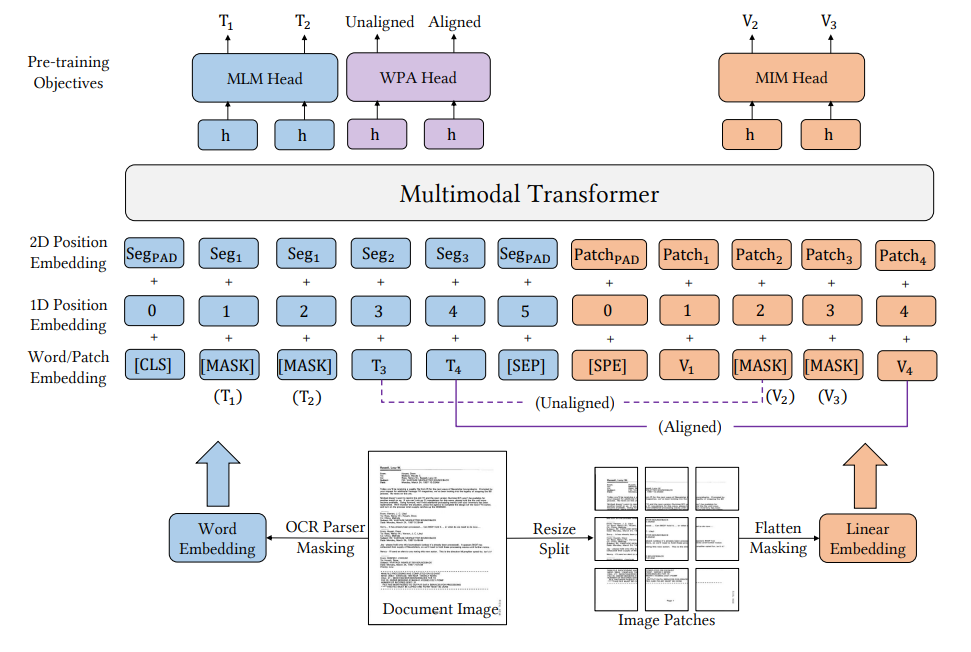 T₁ T₂ Unaligned Aligned V₂ V₃
Pre-training
Objectives
MLM Head WPA Head MIM Head
h h h h h h
Multimodal Transformer
2D Position
Embedding
Seg_PAD Seg₁ Seg₁ Seg₂ Seg₃ Seg_PAD Patch_PAD Patch₁ Patch₂ Patch₃ Patch₄
+ + + + + + + + + + +
1D Position
Embedding
0 1 2 3 4 5 0 1 2 3 4
+ + + + + + + + + + +
Word/Patch
Embedding
[CLS] [MASK] [MASK] T₃ T₄ [SEP] [SPE] V₁ [MASK] [MASK] V₄
(T₁) (T₂) (Unaligned) (V₂) (V₃)
(Aligned)
Word
Embedding
OCR Parser
Masking
Document Image
Resize
Split
Image Patches
Flatten
Masking
Linear
Embedding